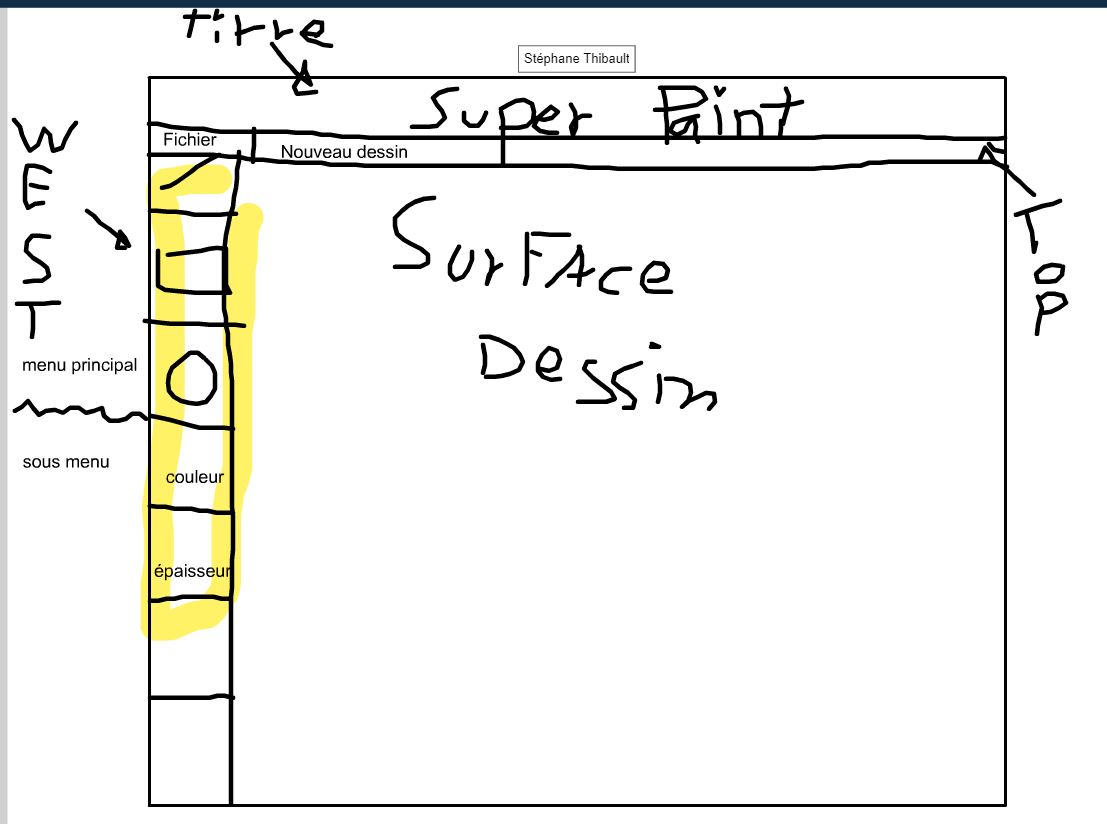 titre
Stéphane Thibault
Super Paint
Fichier
Nouveau dessin
WEST
TOP
Surface
Dessin
menu principal
sous menu
couleur
épaisseur